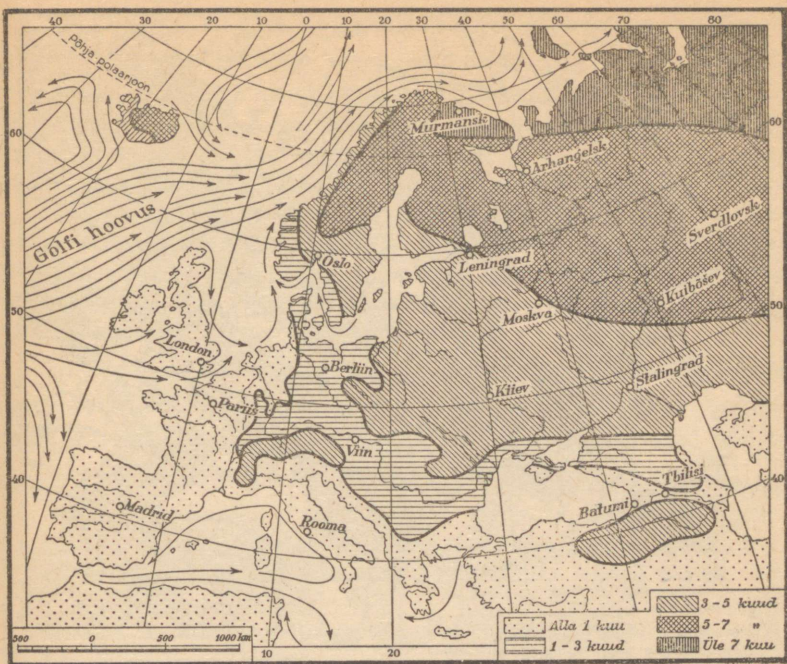 40 30 20 10 0 10 20 30 40 50 60 70 80
Põhja polaarjoon
60
Murmansk
60
Arhangelsk
Sverdlovsk
Golfi hoovus
Oslo
Leningrad
Kuibõšev
50
Moskva
50
London
Berliin
Stalingrad
Kiiev
Pariis
Viin
40
Tbilisi
40
Madrid
Batumi
Rooma
Alla 1 kuu
1-3 kuud
3-5 kuud
5-7 "
Üle 7 kuu
500 0 500 1000 km
10 20